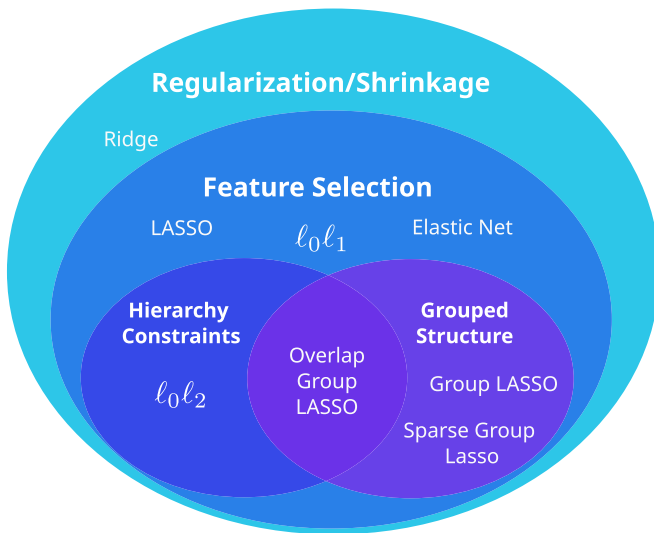 Regularization/Shrinkage
Ridge
Feature Selection
LASSO
ℓ₀ℓ₁
Elastic Net
Hierarchy
Constraints
ℓ₀ℓ₂
Overlap
Group
LASSO
Grouped
Structure
Group LASSO
Sparse Group
Lasso